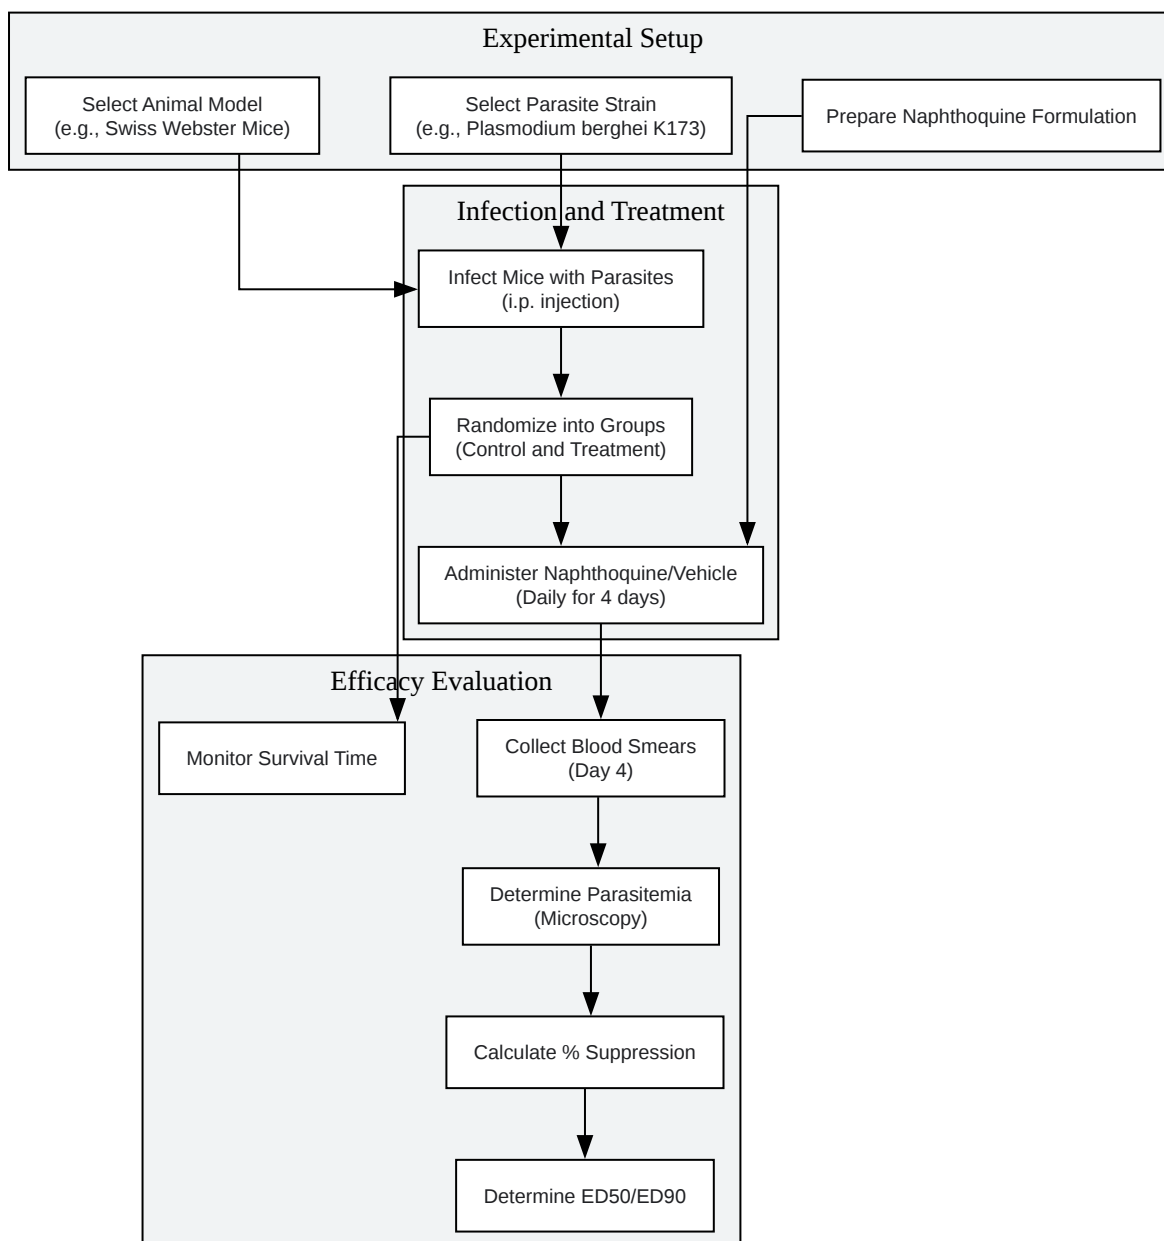 Experimental Setup
Select Animal Model
(e.g., Swiss Webster Mice)
Select Parasite Strain
(e.g., Plasmodium berghei K173)
Prepare Naphthoquine Formulation
Infection and Treatment
Infect Mice with Parasites
(i.p. injection)
Randomize into Groups
(Control and Treatment)
Administer Naphthoquine/Vehicle
(Daily for 4 days)
Efficacy Evaluation
Monitor Survival Time
Collect Blood Smears
(Day 4)
Determine Parasitemia
(Microscopy)
Calculate % Suppression
Determine ED50/ED90